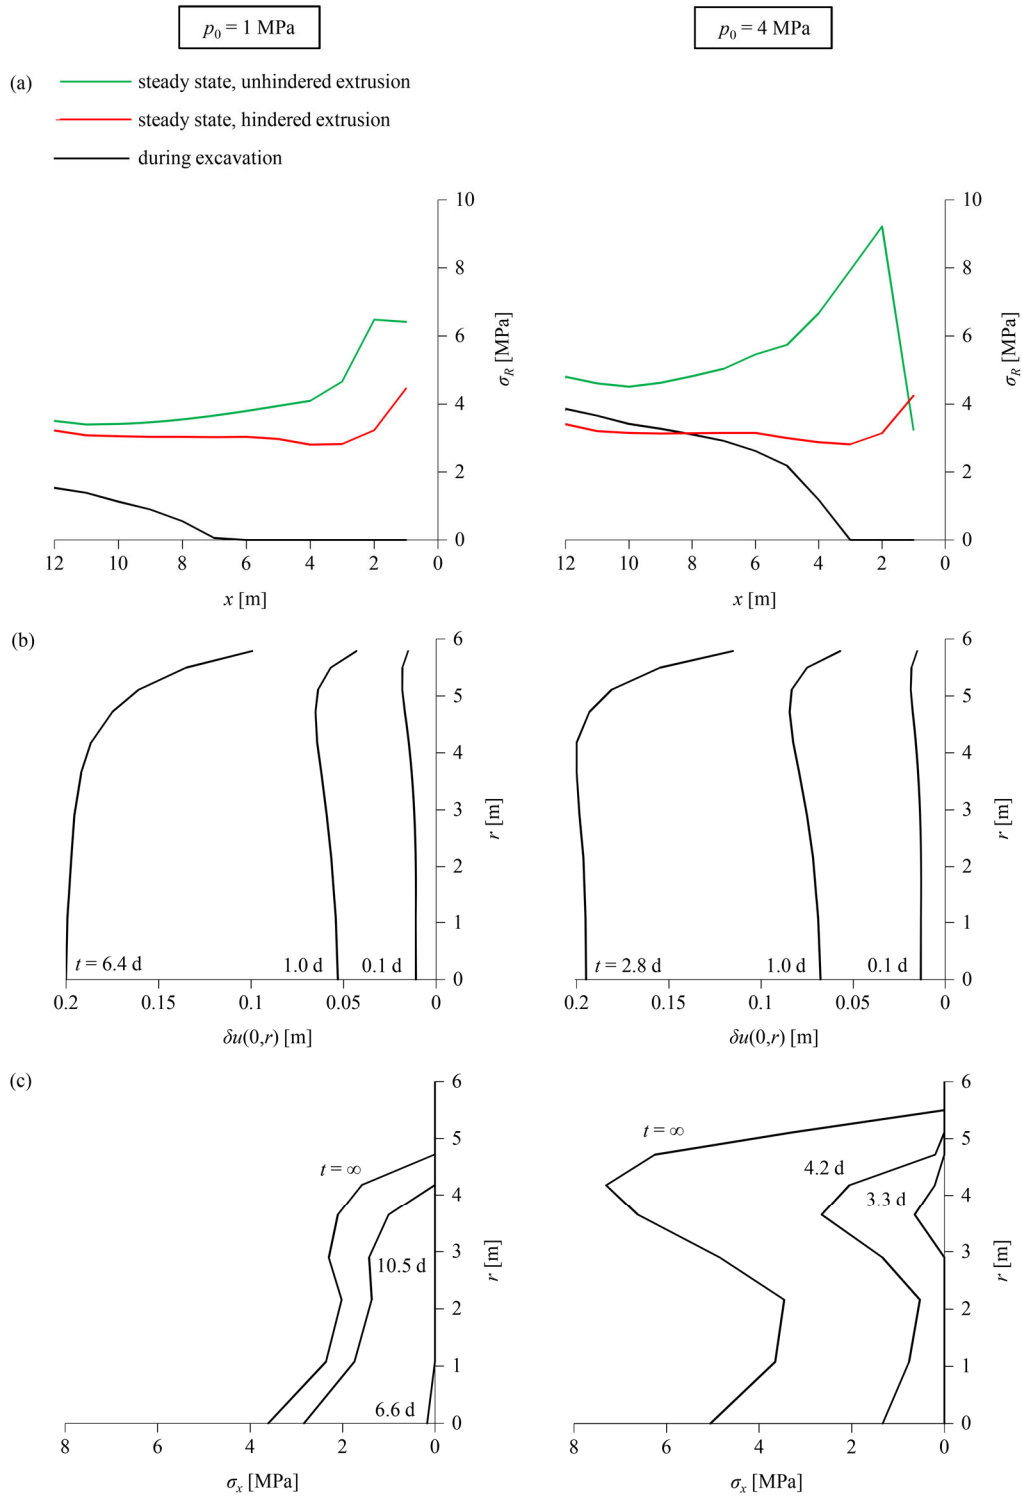 p₀ = 1 MPa
p₀ = 4 MPa
(a)
steady state, unhindered extrusion
steady state, hindered extrusion
during excavation
10
8
6
4
2
0
σR [MPa]
12 10 8 6 4 2 0
x [m]
10
8
6
4
2
0
σR [MPa]
12 10 8 6 4 2 0
x [m]
(b)
6
5
4
3
2
1
0
r [m]
t = 6.4 d
1.0 d
0.1 d
0.2 0.15 0.1 0.05 0
δu(0,r) [m]
6
5
4
3
2
1
0
r [m]
t = 2.8 d
1.0 d
0.1 d
0.2 0.15 0.1 0.05 0
δu(0,r) [m]
(c)
6
5
4
3
2
1
0
r [m]
t = ∞
10.5 d
6.6 d
8 6 4 2 0
σx [MPa]
6
5
4
3
2
1
0
r [m]
t = ∞
4.2 d
3.3 d
8 6 4 2 0
σx [MPa]